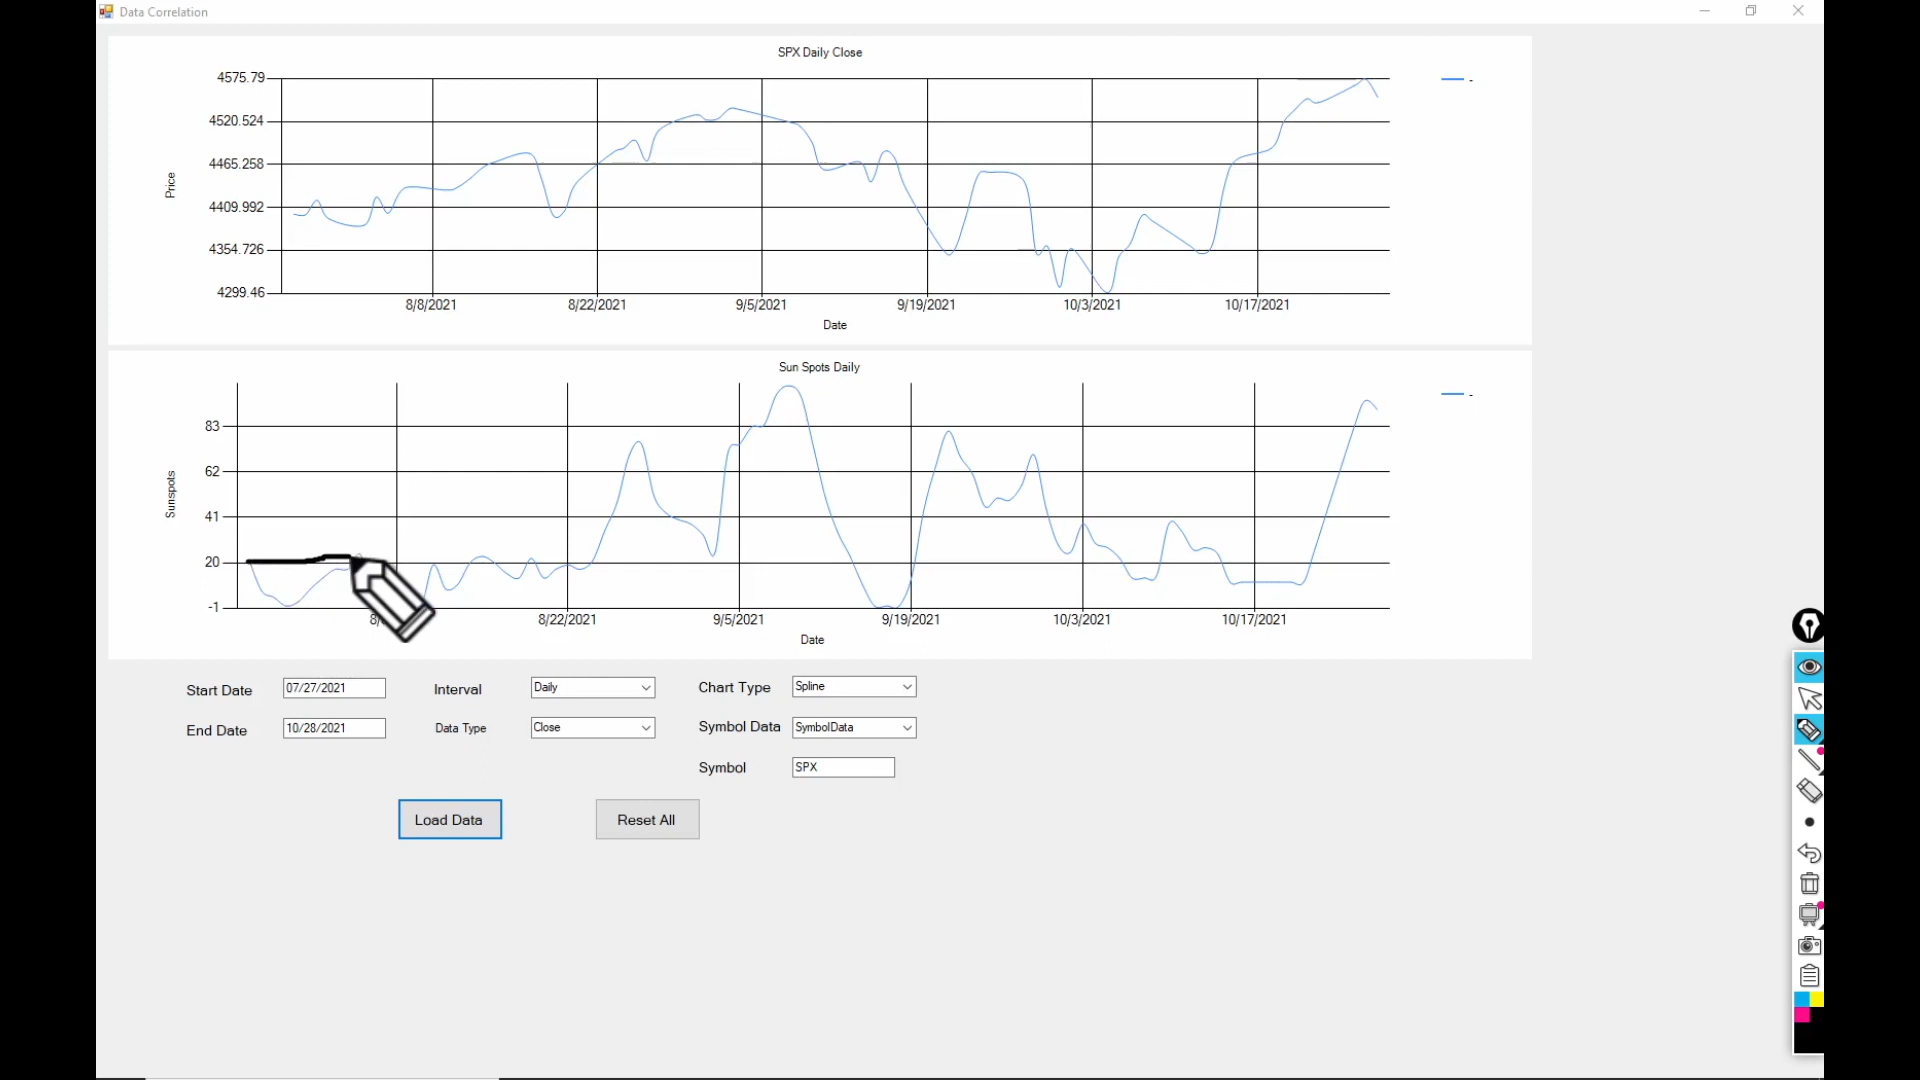 Data Correlation
SPX Daily Close
4575.79
4520.524
4465.258
4409.992
4354.726
4299.46
Price
-
8/8/2021 8/22/2021 9/5/2021 9/19/2021 10/3/2021 10/17/2021
Date
Sun Spots Daily
83
62
41
20
-1
Sunspots
-
8/22/2021 9/5/2021 9/19/2021 10/3/2021 10/17/2021
Date
Start Date 07/27/2021 Interval Daily Chart Type Spline
End Date 10/28/2021 Data Type Close Symbol Data SymbolData
Symbol SPX
Load Data Reset All